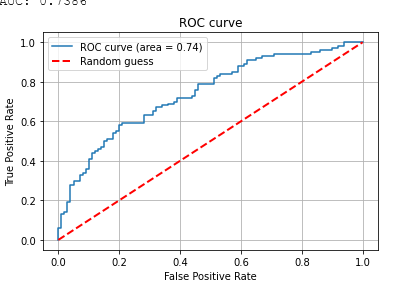 AUC: 0.7386
ROC curve
ROC curve (area = 0.74)
Random guess
True Positive Rate
1.0
0.8
0.6
0.4
0.2
0.0
0.0 0.2 0.4 0.6 0.8 1.0
False Positive Rate